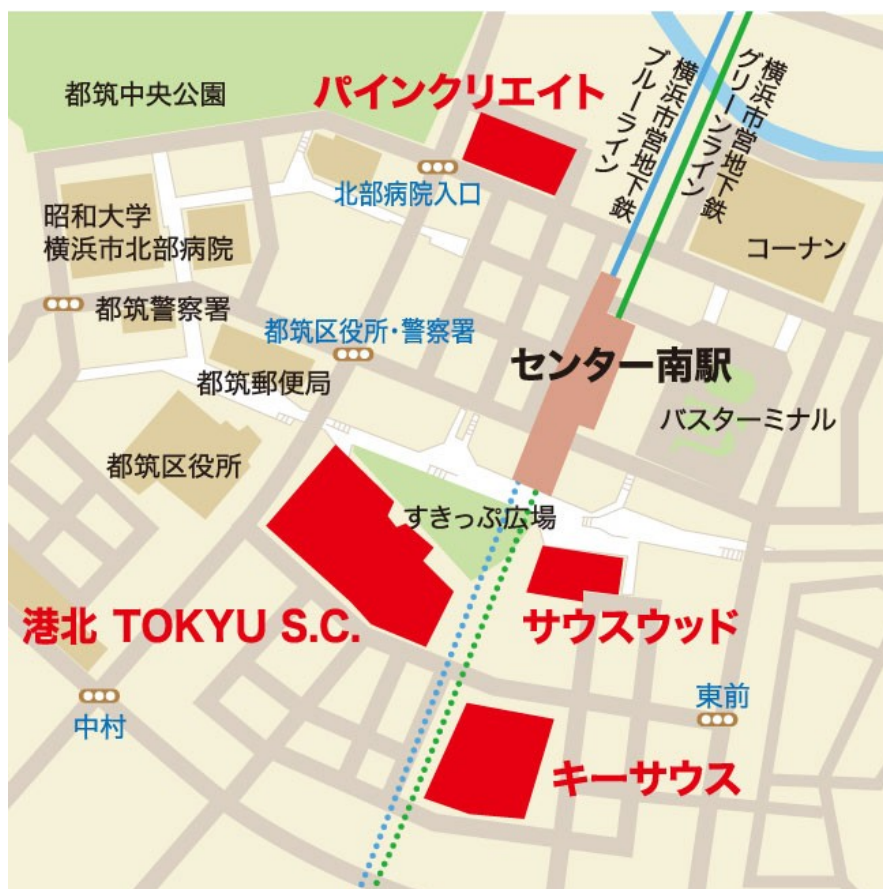 都筑中央公園
パインクリエイト
横浜市営地下鉄
ブルーライン
横浜市営地下鉄
グリーンライン
北部病院入口
昭和大学
横浜市北部病院
コーナン
都筑警察署
都筑区役所・警察署
センター南駅
都筑郵便局
バスターミナル
都筑区役所
すきっぷ広場
港北 TOKYU S.C.
サウスウッド
中村
東前
キーサウス